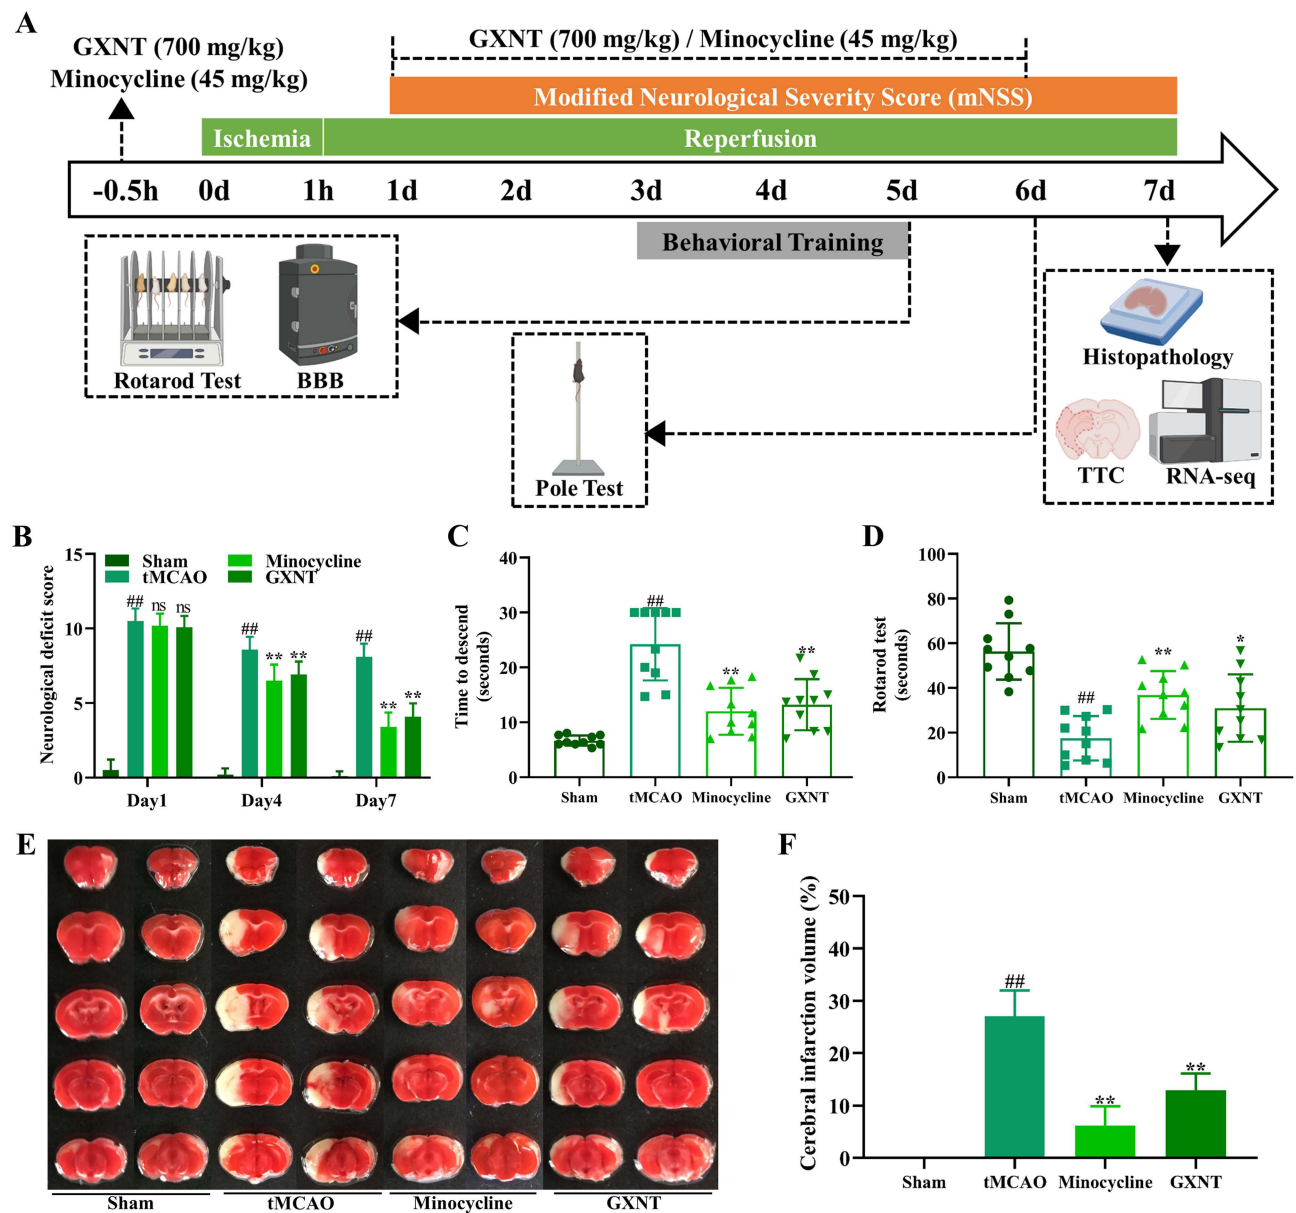 A
GXNT (700 mg/kg)
Minocycline (45 mg/kg)
GXNT (700 mg/kg) / Minocycline (45 mg/kg)
Modified Neurological Severity Score (mNSS)
Ischemia
Reperfusion
-0.5h 0d 1h 1d 2d 3d 4d 5d 6d 7d
Behavioral Training
Rotarod Test
BBB
Pole Test
Histopathology
TTC
RNA-seq
B
Neurological deficit score
15
10
5
0
Sham
tMCAO
Minocycline
GXNT
## ns ns
## ** **
## ** **
Day1 Day4 Day7
C
Time to descend
(seconds)
40
30
20
10
0
##
**
**
Sham tMCAO Minocycline GXNT
D
Rotarod test
(seconds)
100
80
60
40
20
0
##
**
*
Sham tMCAO Minocycline GXNT
E
Sham tMCAO Minocycline GXNT
F
Cerebral infarction volume (%)
50
40
30
20
10
0
##
**
**
Sham tMCAO Minocycline GXNT